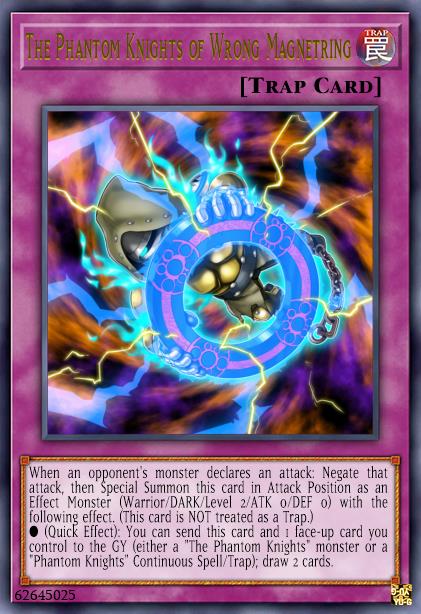 The Phantom Knights of Wrong Magnetring
TRAP
罠
[Trap Card]
When an opponent's monster declares an attack: Negate that
attack, then Special Summon this card in Attack Position as an
Effect Monster (Warrior/DARK/Level 2/ATK 0/DEF 0) with the
following effect. (This card is NOT treated as a Trap.)
● (Quick Effect): You can send this card and 1 face-up card you
control to the GY (either a "The Phantom Knights" monster or a
"Phantom Knights" Continuous Spell/Trap); draw 2 cards.
62645025